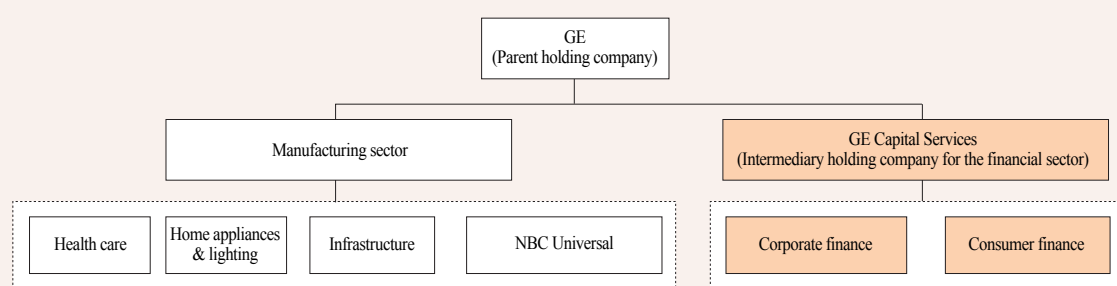 GE
(Parent holding company)
Manufacturing sector
GE Capital Services
(Intermediary holding company for the financial sector)
Health care
Home appliances
& lighting
Infrastructure
NBC Universal
Corporate finance
Consumer finance